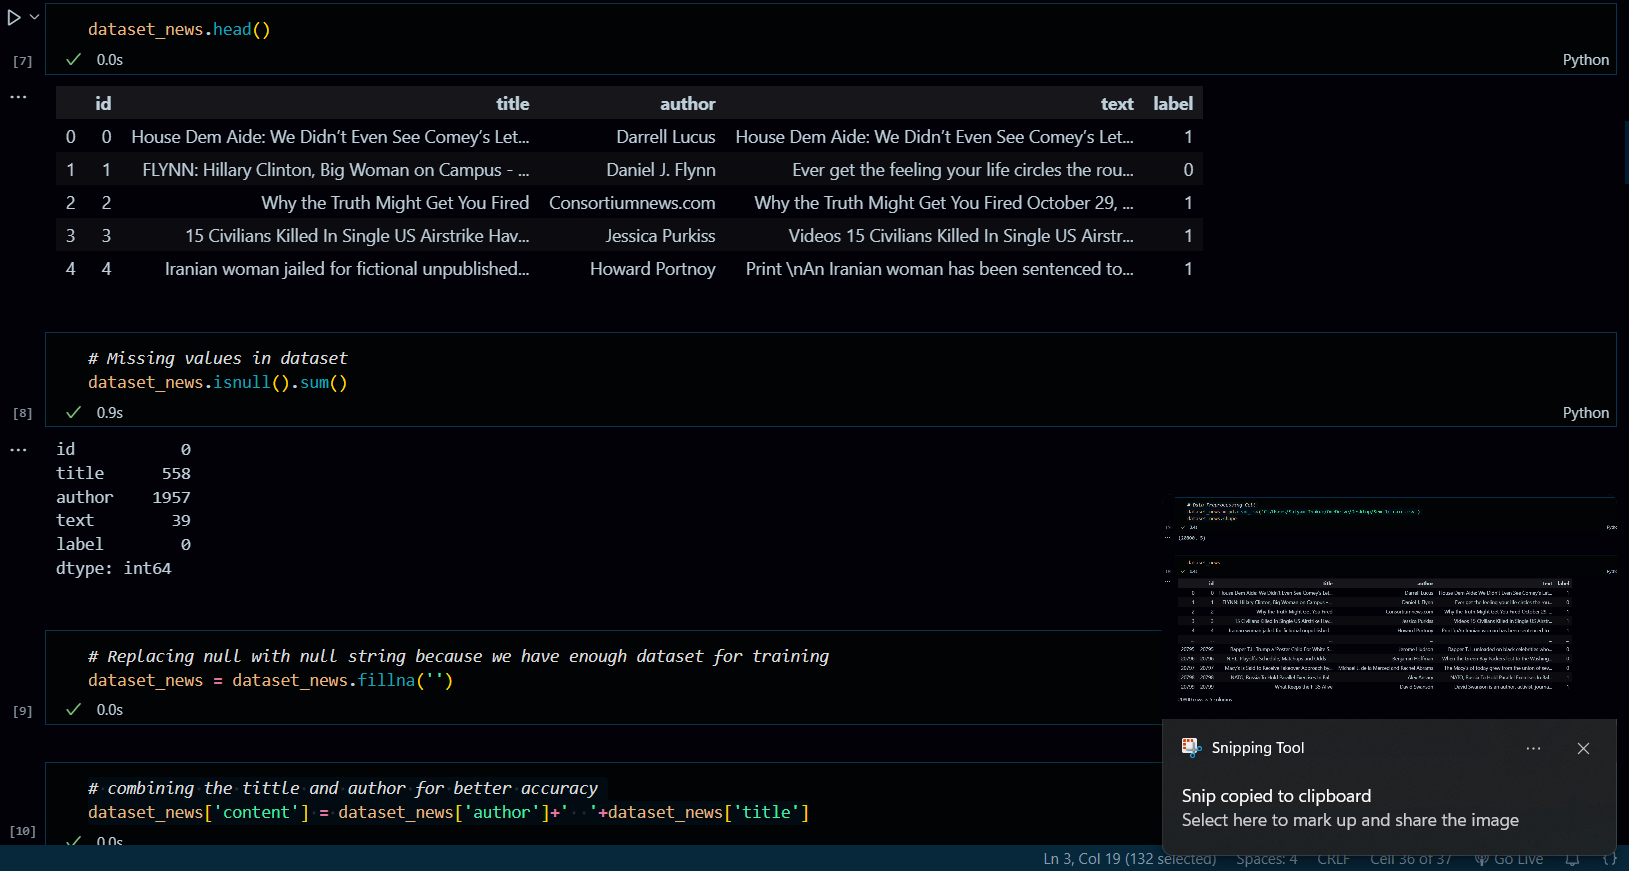 dataset_news.head()
[7]
0.0s
Python
id title author text label
0 0 House Dem Aide: We Didn’t Even See Comey’s Let... Darrell Lucus House Dem Aide: We Didn’t Even See Comey’s Let... 1
1 1 FLYNN: Hillary Clinton, Big Woman on Campus - ... Daniel J. Flynn Ever get the feeling your life circles the rou... 0
2 2 Why the Truth Might Get You Fired Consortiumnews.com Why the Truth Might Get You Fired October 29, ... 1
3 3 15 Civilians Killed In Single US Airstrike Hav... Jessica Purkiss Videos 15 Civilians Killed In Single US Airstr... 1
4 4 Iranian woman jailed for fictional unpublished... Howard Portnoy Print \nAn Iranian woman has been sentenced to... 1
# Missing values in dataset
dataset_news.isnull().sum()
[8]
0.9s
Python
id 0
title 558
author 1957
text 39
label 0
dtype: int64
# Replacing null with null string because we have enough dataset for training
dataset_news = dataset_news.fillna('')
[9]
0.0s
# combining the tittle and author for better accuracy
dataset_news['content'] = dataset_news['author']+'  '+dataset_news['title']
[10]
0.0s
Snipping Tool
Snip copied to clipboard
Select here to mark up and share the image
Ln 3, Col 19 (132 selected) Spaces: 4 CRLF Cell 36 of 37 Go Live {}